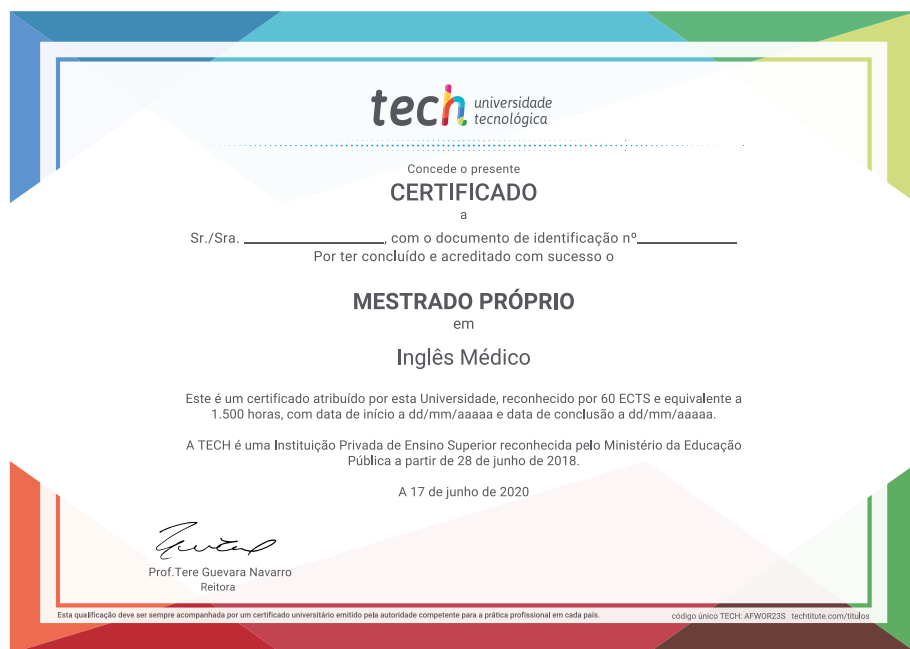 tech universidade
tecnológica
Concede o presente
CERTIFICADO
a
Sr./Sra. ________________, com o documento de identificação nº____________
Por ter concluído e acreditado com sucesso o
MESTRADO PRÓPRIO
em
Inglês Médico
Este é um certificado atribuído por esta Universidade, reconhecido por 60 ECTS e equivalente a
1.500 horas, com data de início a dd/mm/aaaaa e data de conclusão a dd/mm/aaaaa.
A TECH é uma Instituição Privada de Ensino Superior reconhecida pelo Ministério da Educação
Pública a partir de 28 de junho de 2018.
A 17 de junho de 2020
Prof.Tere Guevara Navarro
Reitora
Esta qualificação deve ser sempre acompanhada por um certificado universitário emitido pela autoridade competente para a prática profissional em cada país.
código único TECH: AFWOR23S techtitute.com/titulos